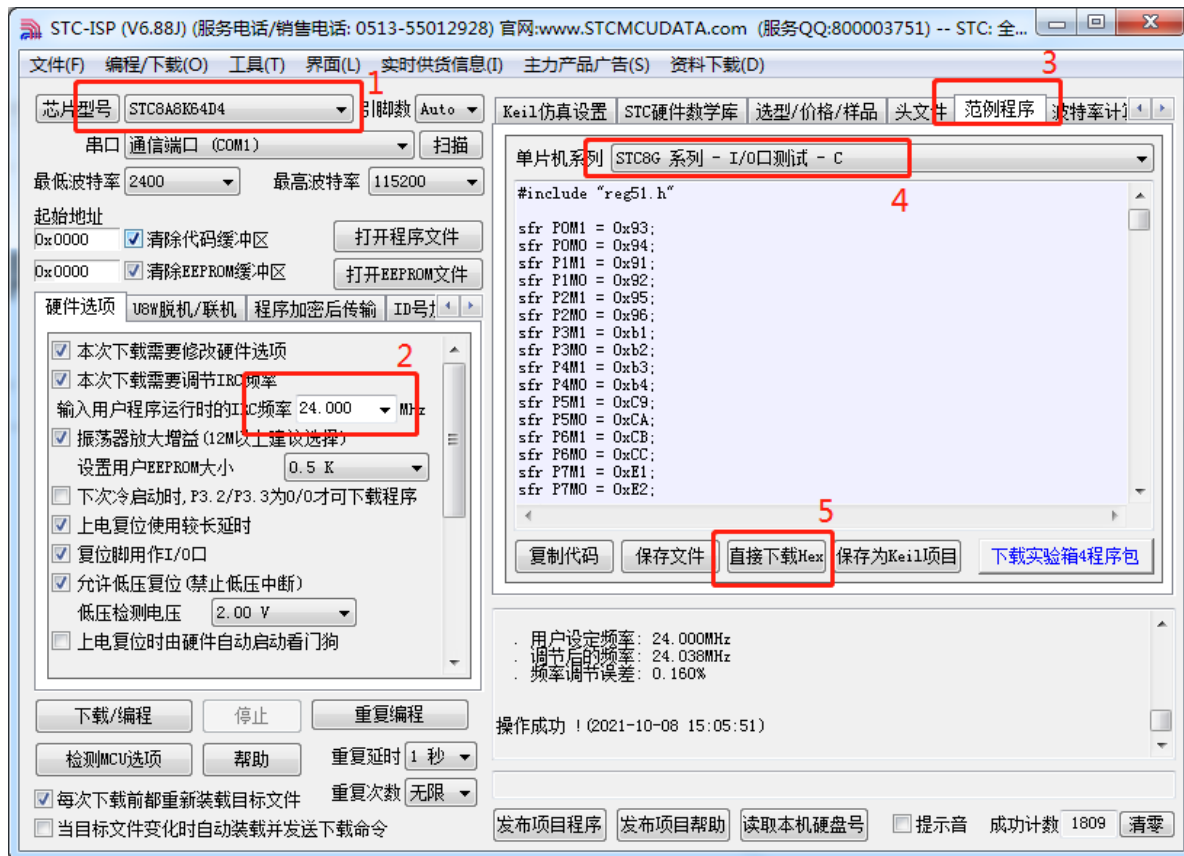 STC-ISP (V6.88J) (服务电话/销售电话: 0513-55012928) 官网:www.STCMCUDATA.com (服务QQ:800003751) -- STC: 全...
文件(F) 编程/下载(O) 工具(T) 界面(L) 实时供货信息(I) 主力产品广告(S) 资料下载(D)
1
3
芯片型号 STC8A8K64D4 引脚数 Auto
串口 通信端口 (COM1) 扫描
最低波特率 2400 最高波特率 115200
起始地址
0x0000 清除代码缓冲区 打开程序文件
0x0000 清除EEPROM缓冲区 打开EEPROM文件
硬件选项 U8W脱机/联机 程序加密后传输 ID号
本次下载需要修改硬件选项
2
本次下载需要调节IRC频率
输入用户程序运行时的IRC频率 24.000 MHz
振荡器放大增益(12M以上建议选择)
设置用户EEPROM大小 0.5 K
下次冷启动时,P3.2/P3.3为0/0才可下载程序
上电复位使用较长延时
复位脚用作I/O口
允许低压复位(禁止低压中断)
低压检测电压 2.00 V
上电复位时由硬件自动启动看门狗
下载/编程 停止 重复编程
检测MCU选项 帮助 重复延时 1 秒
每次下载前都重新装载目标文件 重复次数 无限
当目标文件变化时自动装载并发送下载命令
Keil仿真设置 STC硬件数学库 选型/价格/样品 头文件 范例程序 波特率计
单片机系列 STC8G 系列 - I/O口测试 - C
4
#include "reg51.h"
sfr P0M1 = 0x93;
sfr P0M0 = 0x94;
sfr P1M1 = 0x91;
sfr P1M0 = 0x92;
sfr P2M1 = 0x95;
sfr P2M0 = 0x96;
sfr P3M1 = 0xb1;
sfr P3M0 = 0xb2;
sfr P4M1 = 0xb3;
sfr P4M0 = 0xb4;
sfr P5M1 = 0xC9;
sfr P5M0 = 0xCA;
sfr P6M1 = 0xCB;
sfr P6M0 = 0xCC;
sfr P7M1 = 0xE1;
sfr P7M0 = 0xE2;
5
复制代码 保存文件 直接下载Hex 保存为Keil项目 下载实验箱4程序包
. 用户设定频率: 24.000MHz
. 调节后的频率: 24.038MHz
. 频率调节误差: 0.160%
操作成功 !(2021-10-08 15:05:51)
发布项目程序 发布项目帮助 读取本机硬盘号 提示音 成功计数 1809 清零